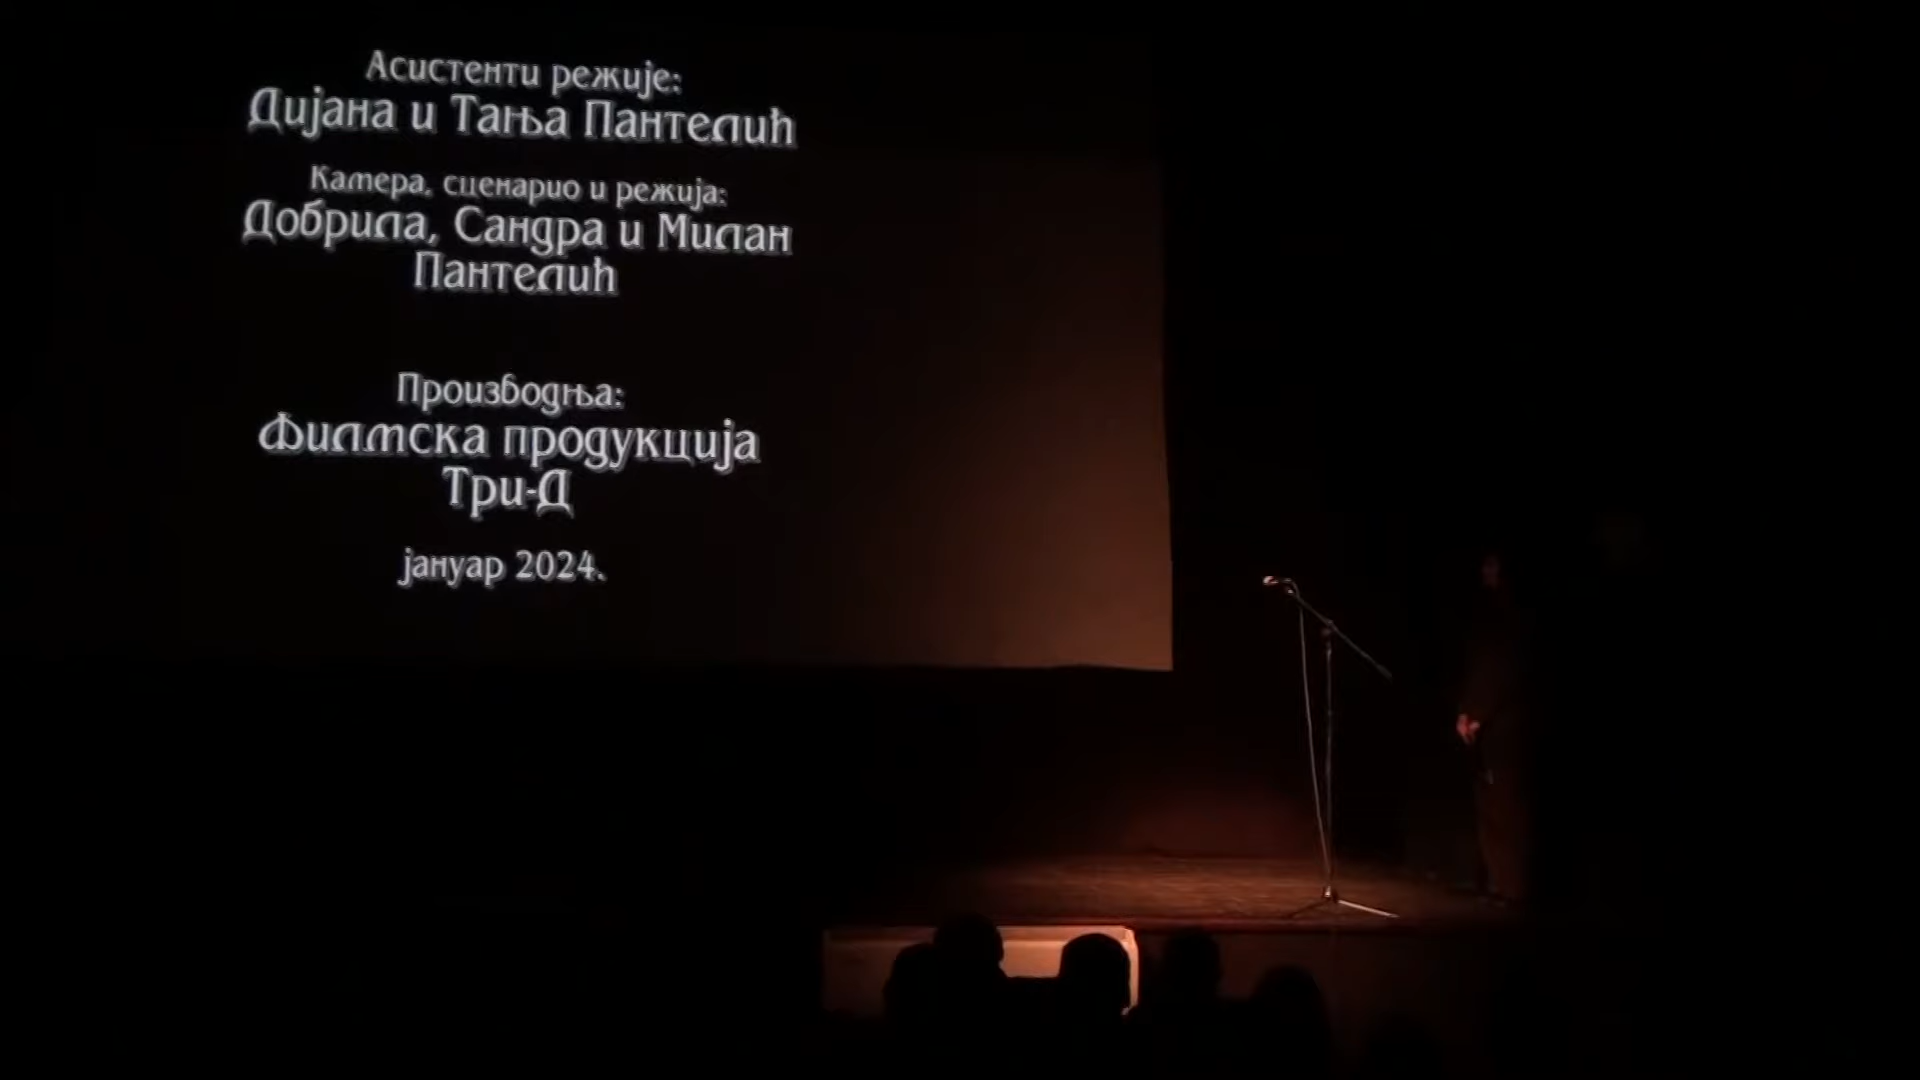 Асистенти режије:
Дијана и Тања Пантелић
Камера, сценарио и режија:
Добрила, Сандра и Милан
Пантелић
Производња:
Филмска продукција
Три-Д
јануар 2024.